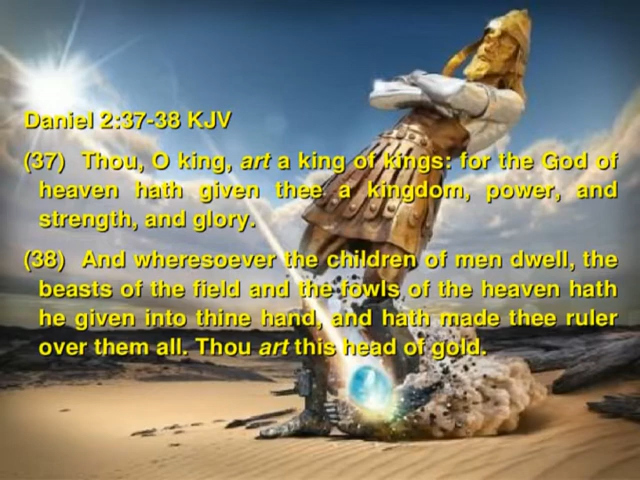 Daniel 2:37-38 KJV
(37) Thou, O king, art a king of kings: for the God of
heaven hath given thee a kingdom, power, and
strength, and glory.
(38) And wheresoever the children of men dwell, the
beasts of the field and the fowls of the heaven hath
he given into thine hand, and hath made thee ruler
over them all. Thou art this head of gold.